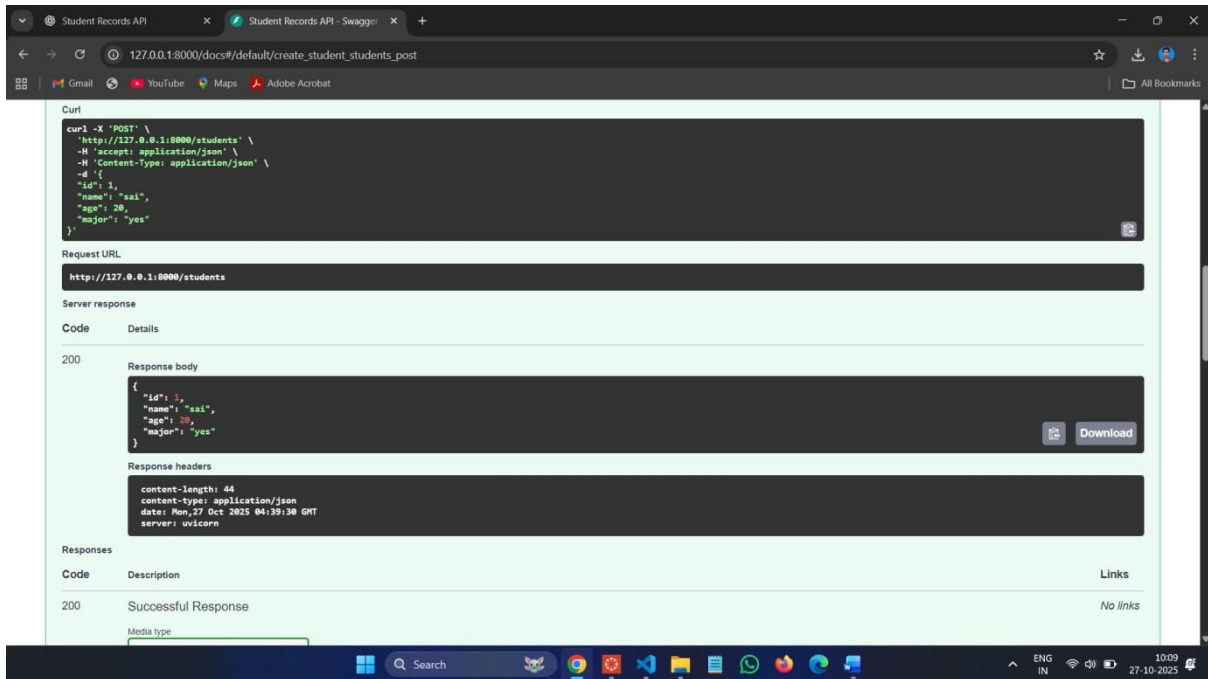 Student Records API
Student Records API - Swagger
127.0.0.1:8000/docs#/default/create_student_students_post
Gmail
YouTube
Maps
Adobe Acrobat
All Bookmarks
Curl
curl -X 'POST' \
'http://127.0.0.1:8000/students' \
-H 'accept: application/json' \
-H 'Content-Type: application/json' \
-d '{
"id": 1,
"name": "sai",
"age": 20,
"major": "yes"
}'
Request URL
http://127.0.0.1:8000/students
Server response
Code Details
200
Response body
{
"id": 1,
"name": "sai",
"age": 20,
"major": "yes"
}
Download
Response headers
content-length: 44
content-type: application/json
date: Mon,27 Oct 2025 04:39:30 GMT
server: uvicorn
Responses
Code Description Links
200 Successful Response No links
Media type
Search
ENG
IN
10:09
27-10-2025